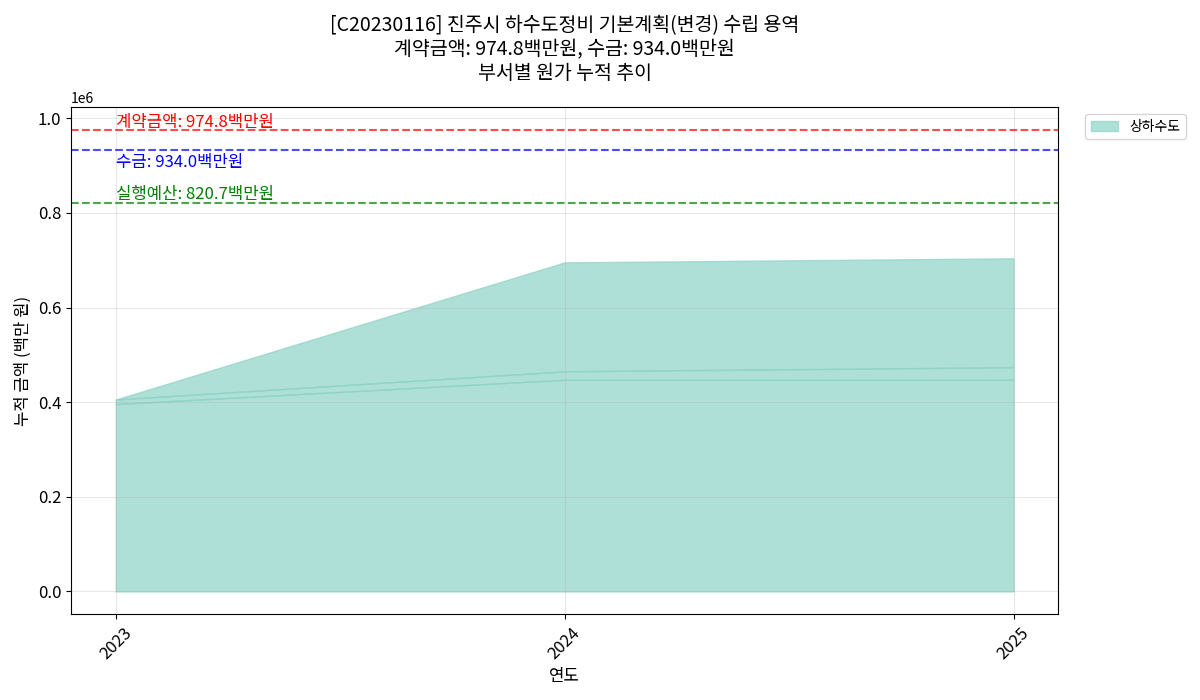 [C20230116] 진주시 하수도정비 기본계획(변경) 수립 용역
계약금액: 974.8백만원, 수금: 934.0백만원
부서별 원가 누적 추이
1e6
1.0
0.8
0.6
0.4
0.2
0.0
누적 금액 (백만 원)
계약금액: 974.8백만원
수금: 934.0백만원
실행예산: 820.7백만원
상하수도
2023
2024
2025
연도